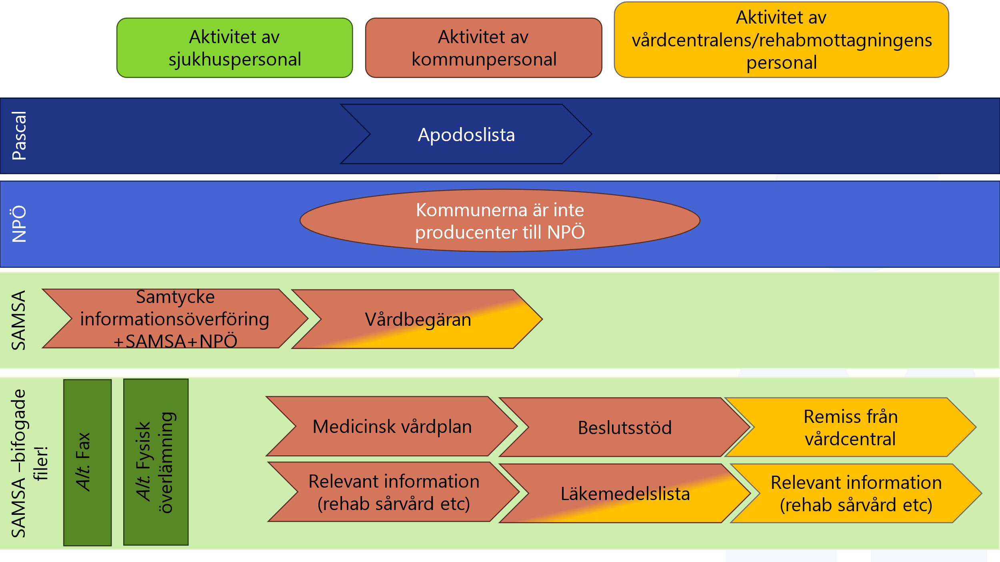 Aktivitet av
sjukhuspersonal
Aktivitet av
kommunpersonal
Aktivitet av
vårdcentralens/rehabmottagningens
personal
Pascal
Apodoslista
NPÖ
Kommunerna är inte
producenter till NPÖ
SAMSA
Samtycke
informationsöverföring
+SAMSA+NPÖ
Vårdbegäran
SAMSA –bifogade
filer!
Alt. Fax
Alt. Fysisk
överlämning
Medicinsk vårdplan
Beslutsstöd
Remiss från
vårdcentral
Relevant information
(rehab sårvård etc)
Läkemedelslista
Relevant information
(rehab sårvård etc)